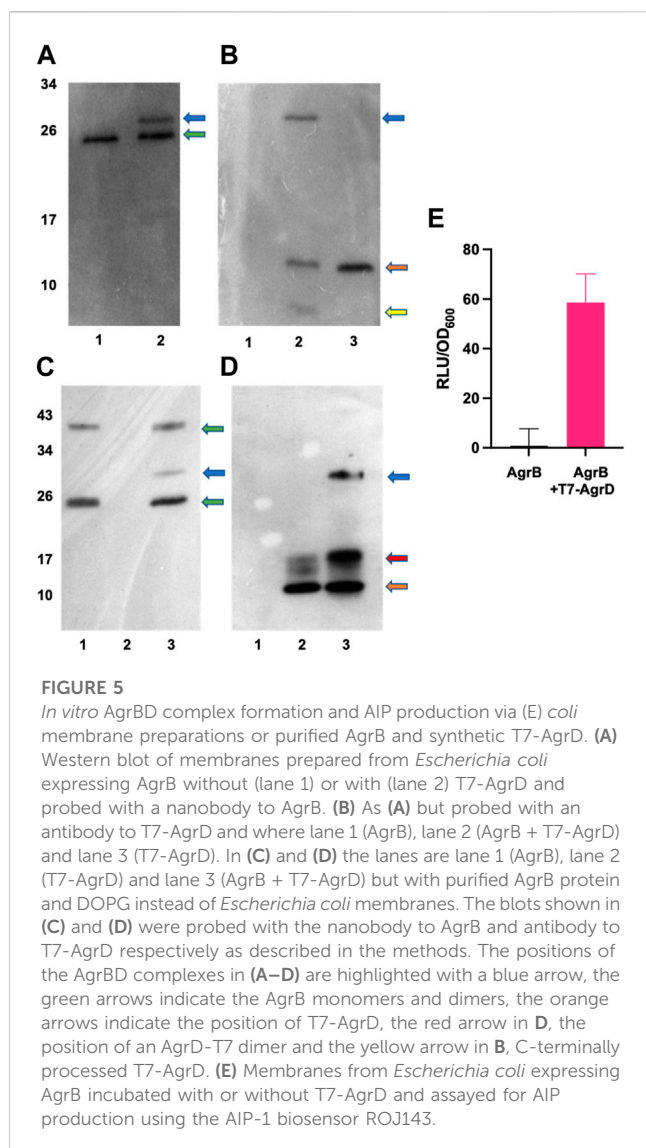 A
B
34
26
17
10
1 2
1 2 3
E
80
60
40
20
0
RLU/OD600
AgrB
AgrB
+T7-AgrD
C
D
43
34
26
17
10
1 2 3
1 2 3
FIGURE 5
In vitro AgrBD complex formation and AIP production via (E) coli
membrane preparations or purified AgrB and synthetic T7-AgrD. (A)
Western blot of membranes prepared from Escherichia coli
expressing AgrB without (lane 1) or with (lane 2) T7-AgrD and
probed with a nanobody to AgrB. (B) As (A) but probed with an
antibody to T7-AgrD and where lane 1 (AgrB), lane 2 (AgrB + T7-AgrD)
and lane 3 (T7-AgrD). In (C) and (D) the lanes are lane 1 (AgrB), lane 2
(T7-AgrD) and lane 3 (AgrB + T7-AgrD) but with purified AgrB protein
and DOPG instead of Escherichia coli membranes. The blots shown in
(C) and (D) were probed with the nanobody to AgrB and antibody to
T7-AgrD respectively as described in the methods. The positions of
the AgrBD complexes in (A–D) are highlighted with a blue arrow, the
green arrows indicate the AgrB monomers and dimers, the orange
arrows indicate the position of T7-AgrD, the red arrow in D, the
position of an AgrD-T7 dimer and the yellow arrow in B, C-terminally
processed T7-AgrD. (E) Membranes from Escherichia coli expressing
AgrB incubated with or without T7-AgrD and assayed for AIP
production using the AIP-1 biosensor ROJ143.